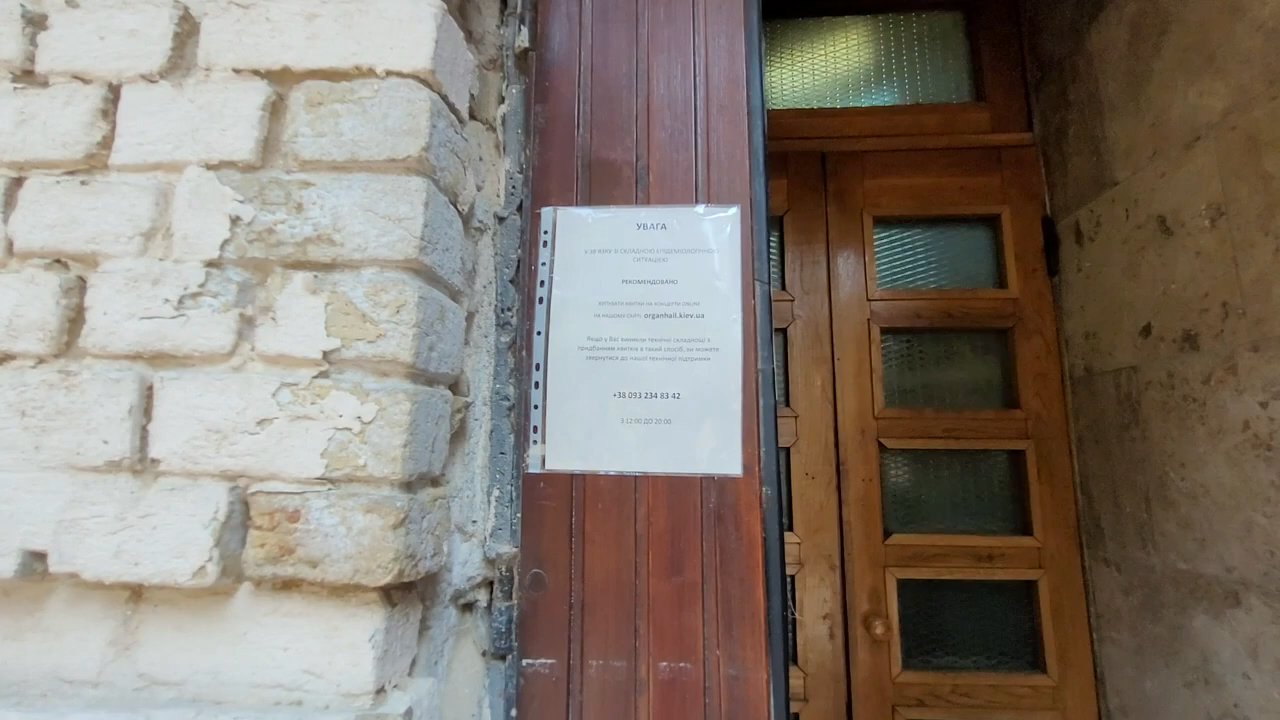 УВАГА
У ЗВ'ЯЗКУ ЗІ СКЛАДНОЮ ЕПІДЕМІОЛОГІЧНОЮ
СИТУАЦІЄЮ
РЕКОМЕНДОВАНО
КУПУВАТИ КВИТКИ НА КОНЦЕРТИ ONLINE
НА НАШОМУ САЙТІ organhall.kiev.ua
Якщо у Вас виникли технічні складнощі з
придбанням квитків в такий спосіб, ви можете
звернутися до нашої технічної підтримки
+38 093 234 83 42
З 12:00 ДО 20:00